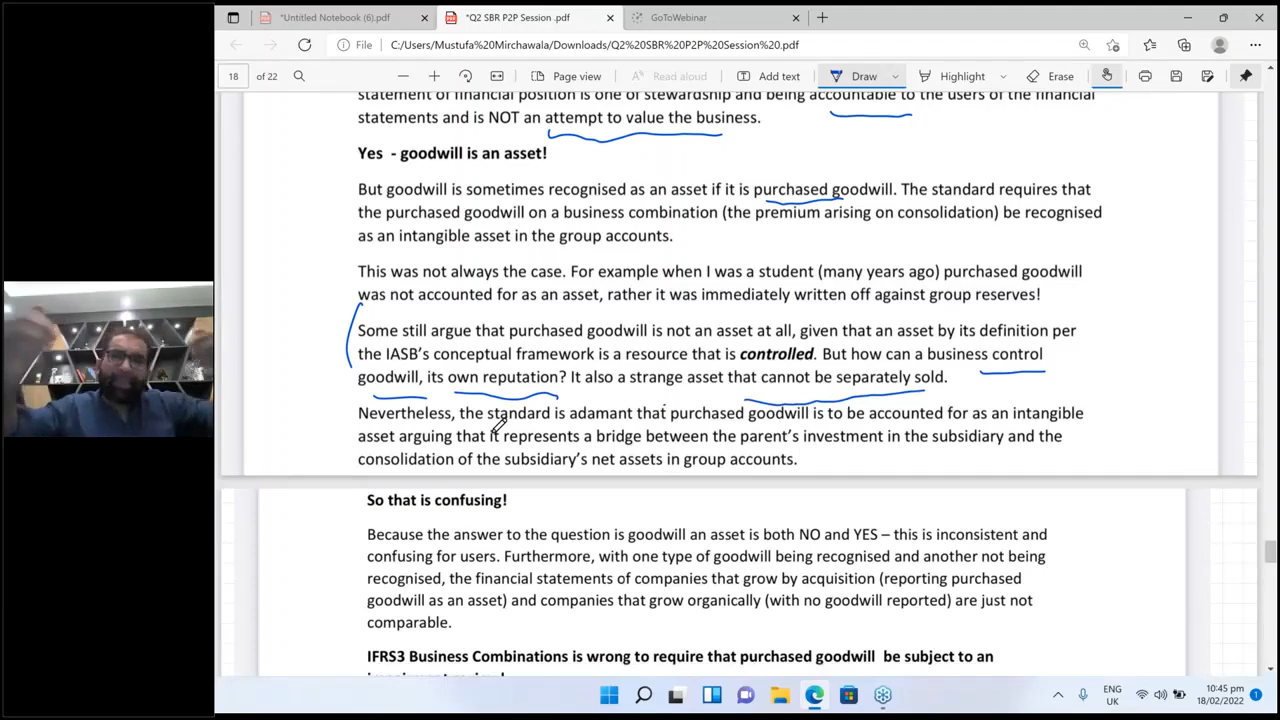 *Untitled Notebook (6).pdf
*Q2 SBR P2P Session .pdf
GoToWebinar
File
C:/Users/Mustufa%20Mirchawala/Downloads/Q2%20SBR%20P2P%20Session%20.pdf
18
of 22
Page view
Read aloud
Add text
Draw
Highlight
Erase
statement of financial position is one of stewardship and being accountable to the users of the financial
statements and is NOT an attempt to value the business.
Yes - goodwill is an asset!
But goodwill is sometimes recognised as an asset if it is purchased goodwill. The standard requires that
the purchased goodwill on a business combination (the premium arising on consolidation) be recognised
as an intangible asset in the group accounts.
This was not always the case. For example when I was a student (many years ago) purchased goodwill
was not accounted for as an asset, rather it was immediately written off against group reserves!
Some still argue that purchased goodwill is not an asset at all, given that an asset by its definition per
the IASB's conceptual framework is a resource that is controlled. But how can a business control
goodwill, its own reputation? It also a strange asset that cannot be separately sold.
Nevertheless, the standard is adamant that purchased goodwill is to be accounted for as an intangible
asset arguing that it represents a bridge between the parent's investment in the subsidiary and the
consolidation of the subsidiary's net assets in group accounts.
So that is confusing!
Because the answer to the question is goodwill an asset is both NO and YES – this is inconsistent and
confusing for users. Furthermore, with one type of goodwill being recognised and another not being
recognised, the financial statements of companies that grow by acquisition (reporting purchased
goodwill as an asset) and companies that grow organically (with no goodwill reported) are just not
comparable.
IFRS3 Business Combinations is wrong to require that purchased goodwill be subject to an
ENG
UK
10:45 pm
18/02/2022
1